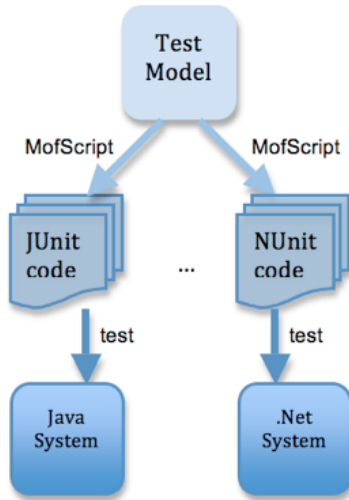 Test
Model
MofScript
MofScript
JUnit
code
...
NUnit
code
test
test
Java
System
.Net
System